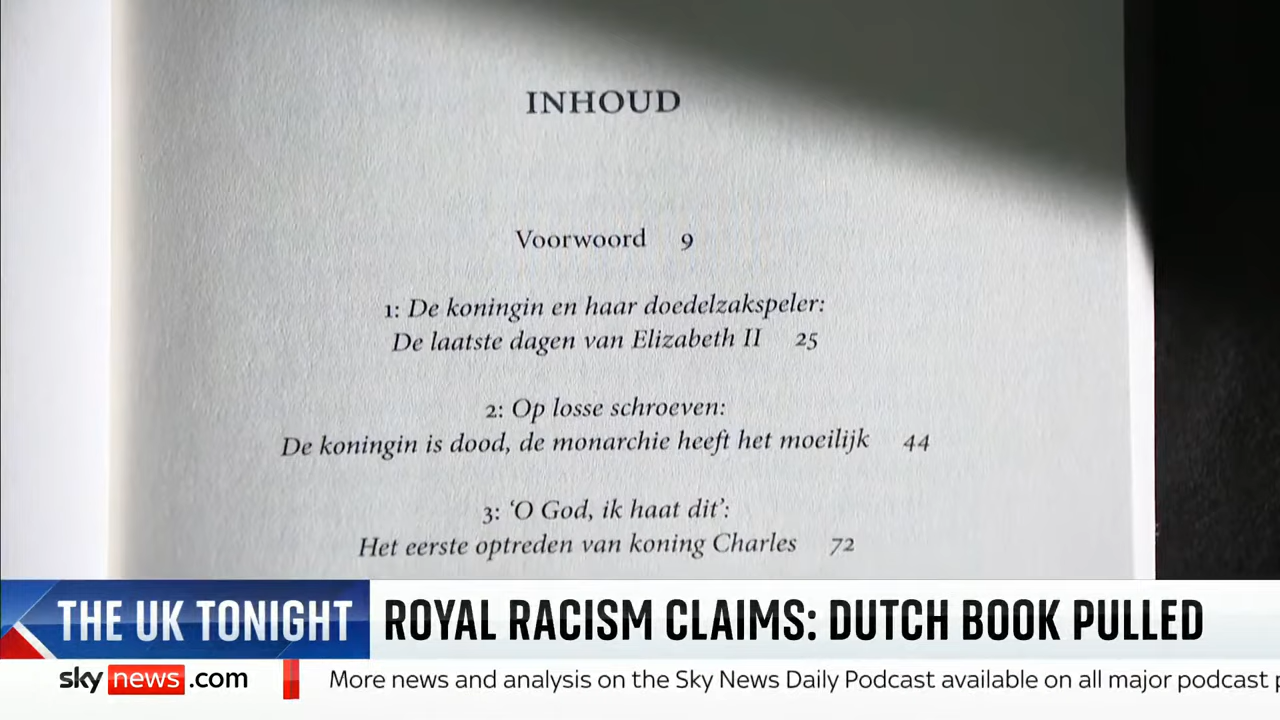 INHOUD
Voorwoord 9
1: De koningin en haar doedelzakspeler:
De laatste dagen van Elizabeth II 25
2: Op losse schroeven:
De koningin is dood, de monarchie heeft het moeilijk 44
3: ‘O God, ik haat dit’:
Het eerste optreden van koning Charles 72
THE UK TONIGHT
ROYAL RACISM CLAIMS: DUTCH BOOK PULLED
sky news .com
More news and analysis on the Sky News Daily Podcast available on all major podcast